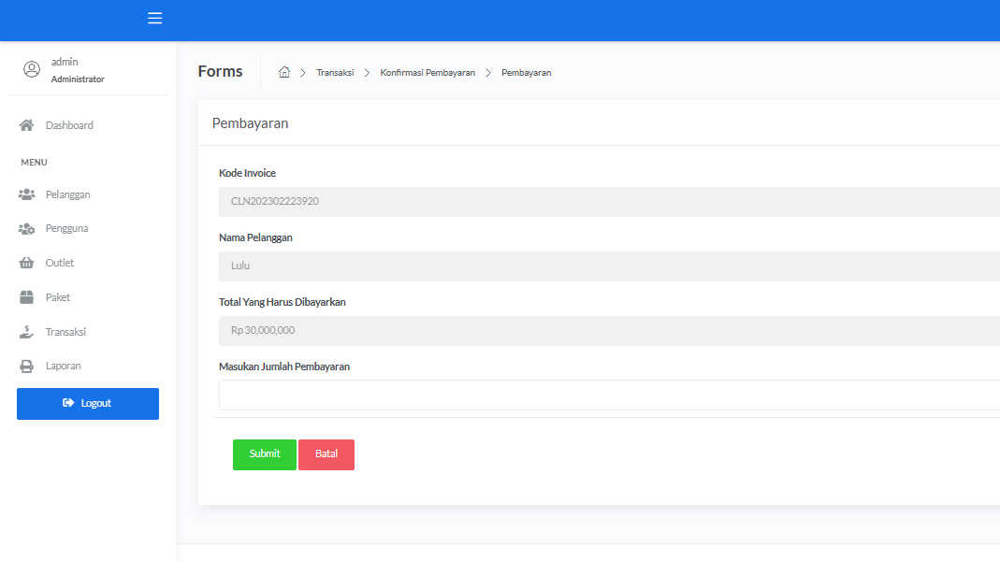 admin
Administrator
Dashboard
MENU
Pelanggan
Pengguna
Outlet
Paket
Transaksi
Laporan
Logout
Forms
Transaksi
Konfirmasi Pembayaran
Pembayaran
Pembayaran
Kode Invoice
CLN202302223920
Nama Pelanggan
Lulu
Total Yang Harus Dibayarkan
Rp 30,000,000
Masukan Jumlah Pembayaran
Submit
Batal